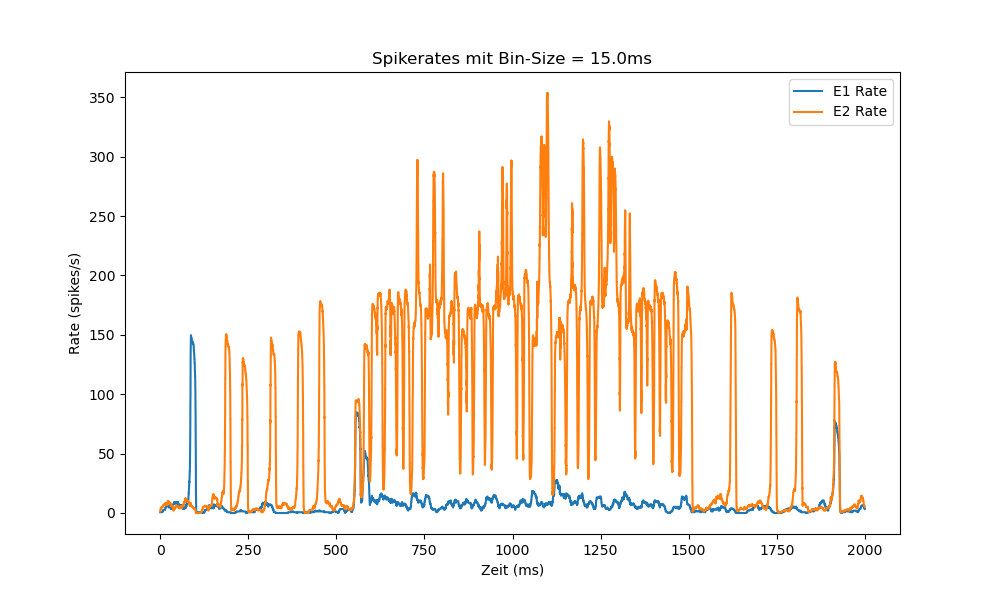 Spikerates mit Bin-Size = 15.0ms
E1 Rate
E2 Rate
350
300
250
200
150
100
50
0
Rate (spikes/s)
0 250 500 750 1000 1250 1500 1750 2000
Zeit (ms)